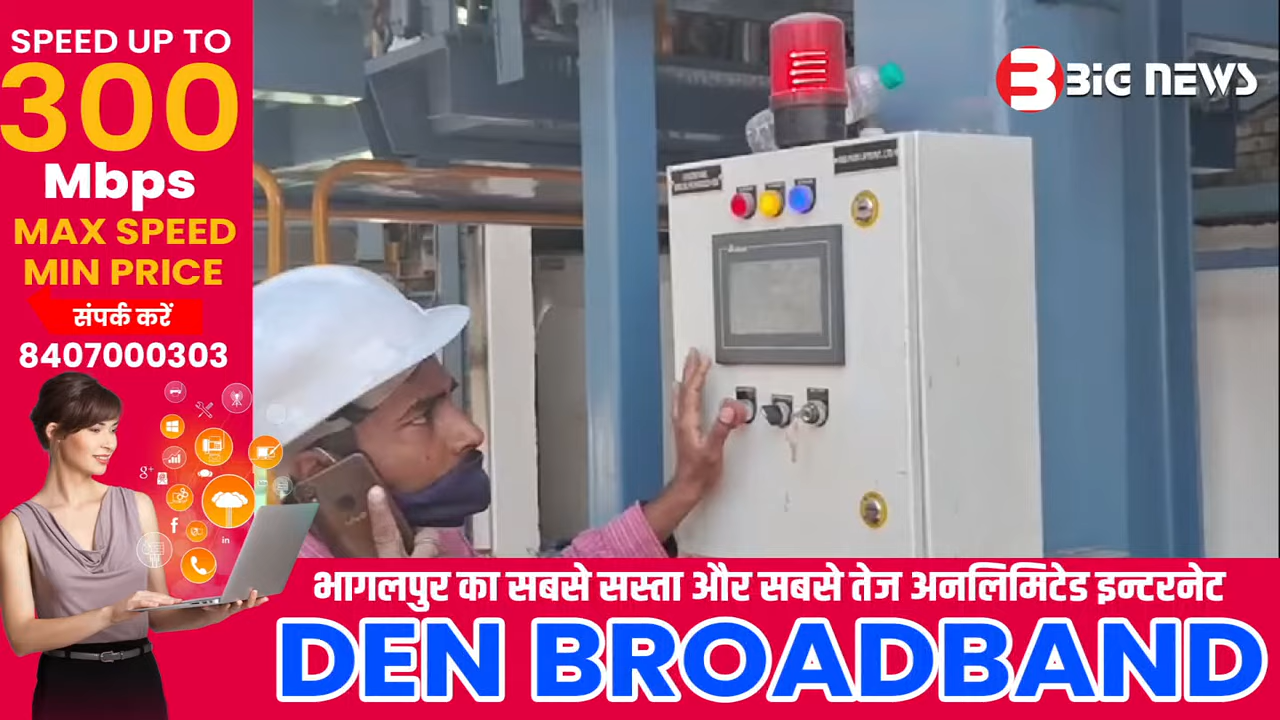 SPEED UP TO
300
Mbps
MAX SPEED
MIN PRICE
संपर्क करें
8407000303
BiG NEWS
भागलपुर का सबसे सस्ता और सबसे तेज अनलिमिटेड इन्टरनेट
DEN BROADBAND